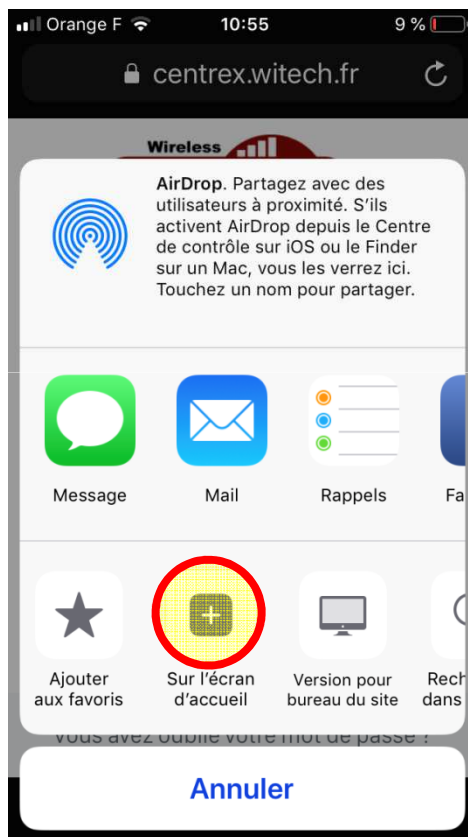 Orange F 10:55 9 %
centrex.witech.fr
Wireless
AirDrop. Partagez avec des
utilisateurs à proximité. S'ils
activent AirDrop depuis le Centre
de contrôle sur iOS ou le Finder
sur un Mac, vous les verrez ici.
Touchez un nom pour partager.
Message Mail Rappels Fa
Ajouter
aux favoris
Sur l'écran
d'accueil
Version pour
bureau du site
Rech
dans
Vous avez oublié votre mot de passe ?
Annuler